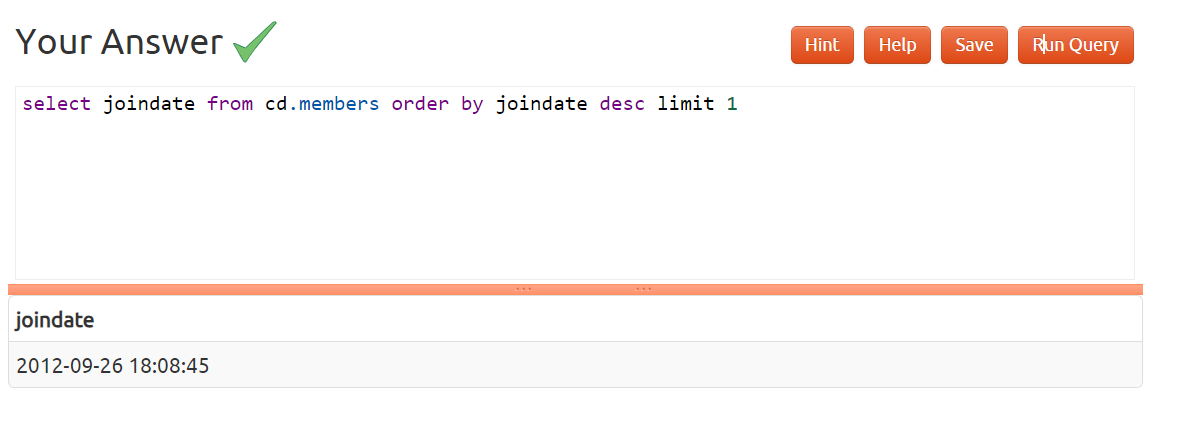 Your Answer
Hint Help Save Run Query
select joindate from cd.members order by joindate desc limit 1
joindate
2012-09-26 18:08:45